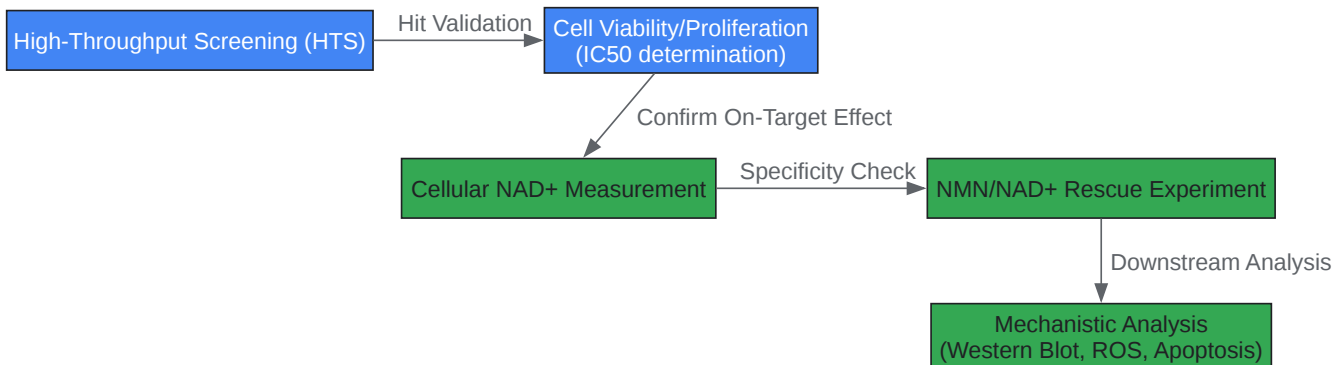 High-Throughput Screening (HTS)
Hit Validation
Cell Viability/Proliferation
(IC50 determination)
Confirm On-Target Effect
Cellular NAD+ Measurement
Specificity Check
NMN/NAD+ Rescue Experiment
Downstream Analysis
Mechanistic Analysis
(Western Blot, ROS, Apoptosis)